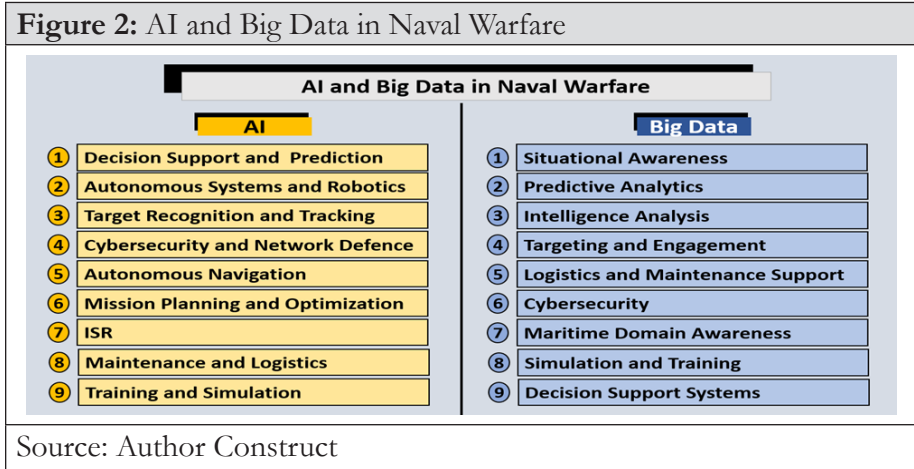 Figure 2: AI and Big Data in Naval Warfare
AI and Big Data in Naval Warfare
AI
1 Decision Support and Prediction
2 Autonomous Systems and Robotics
3 Target Recognition and Tracking
4 Cybersecurity and Network Defence
5 Autonomous Navigation
6 Mission Planning and Optimization
7 ISR
8 Maintenance and Logistics
9 Training and Simulation
Big Data
1 Situational Awareness
2 Predictive Analytics
3 Intelligence Analysis
4 Targeting and Engagement
5 Logistics and Maintenance Support
6 Cybersecurity
7 Maritime Domain Awareness
8 Simulation and Training
9 Decision Support Systems
Source: Author Construct